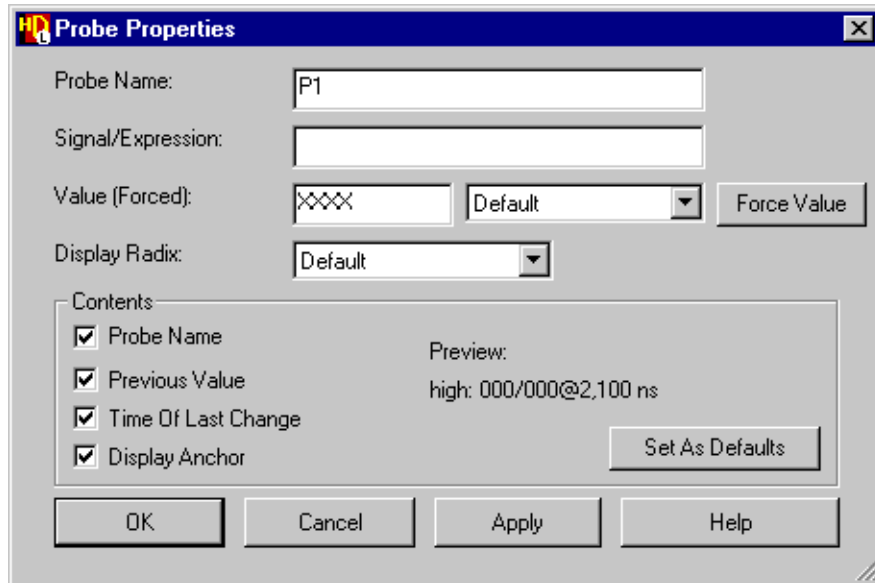 HDL Probe Properties
Probe Name: P1
Signal/Expression:
Value (Forced): XXXX Default Force Value
Display Radix: Default
Contents
Probe Name
Previous Value
Time Of Last Change
Display Anchor
Preview:
high: 000/000@2,100 ns
Set As Defaults
OK Cancel Apply Help